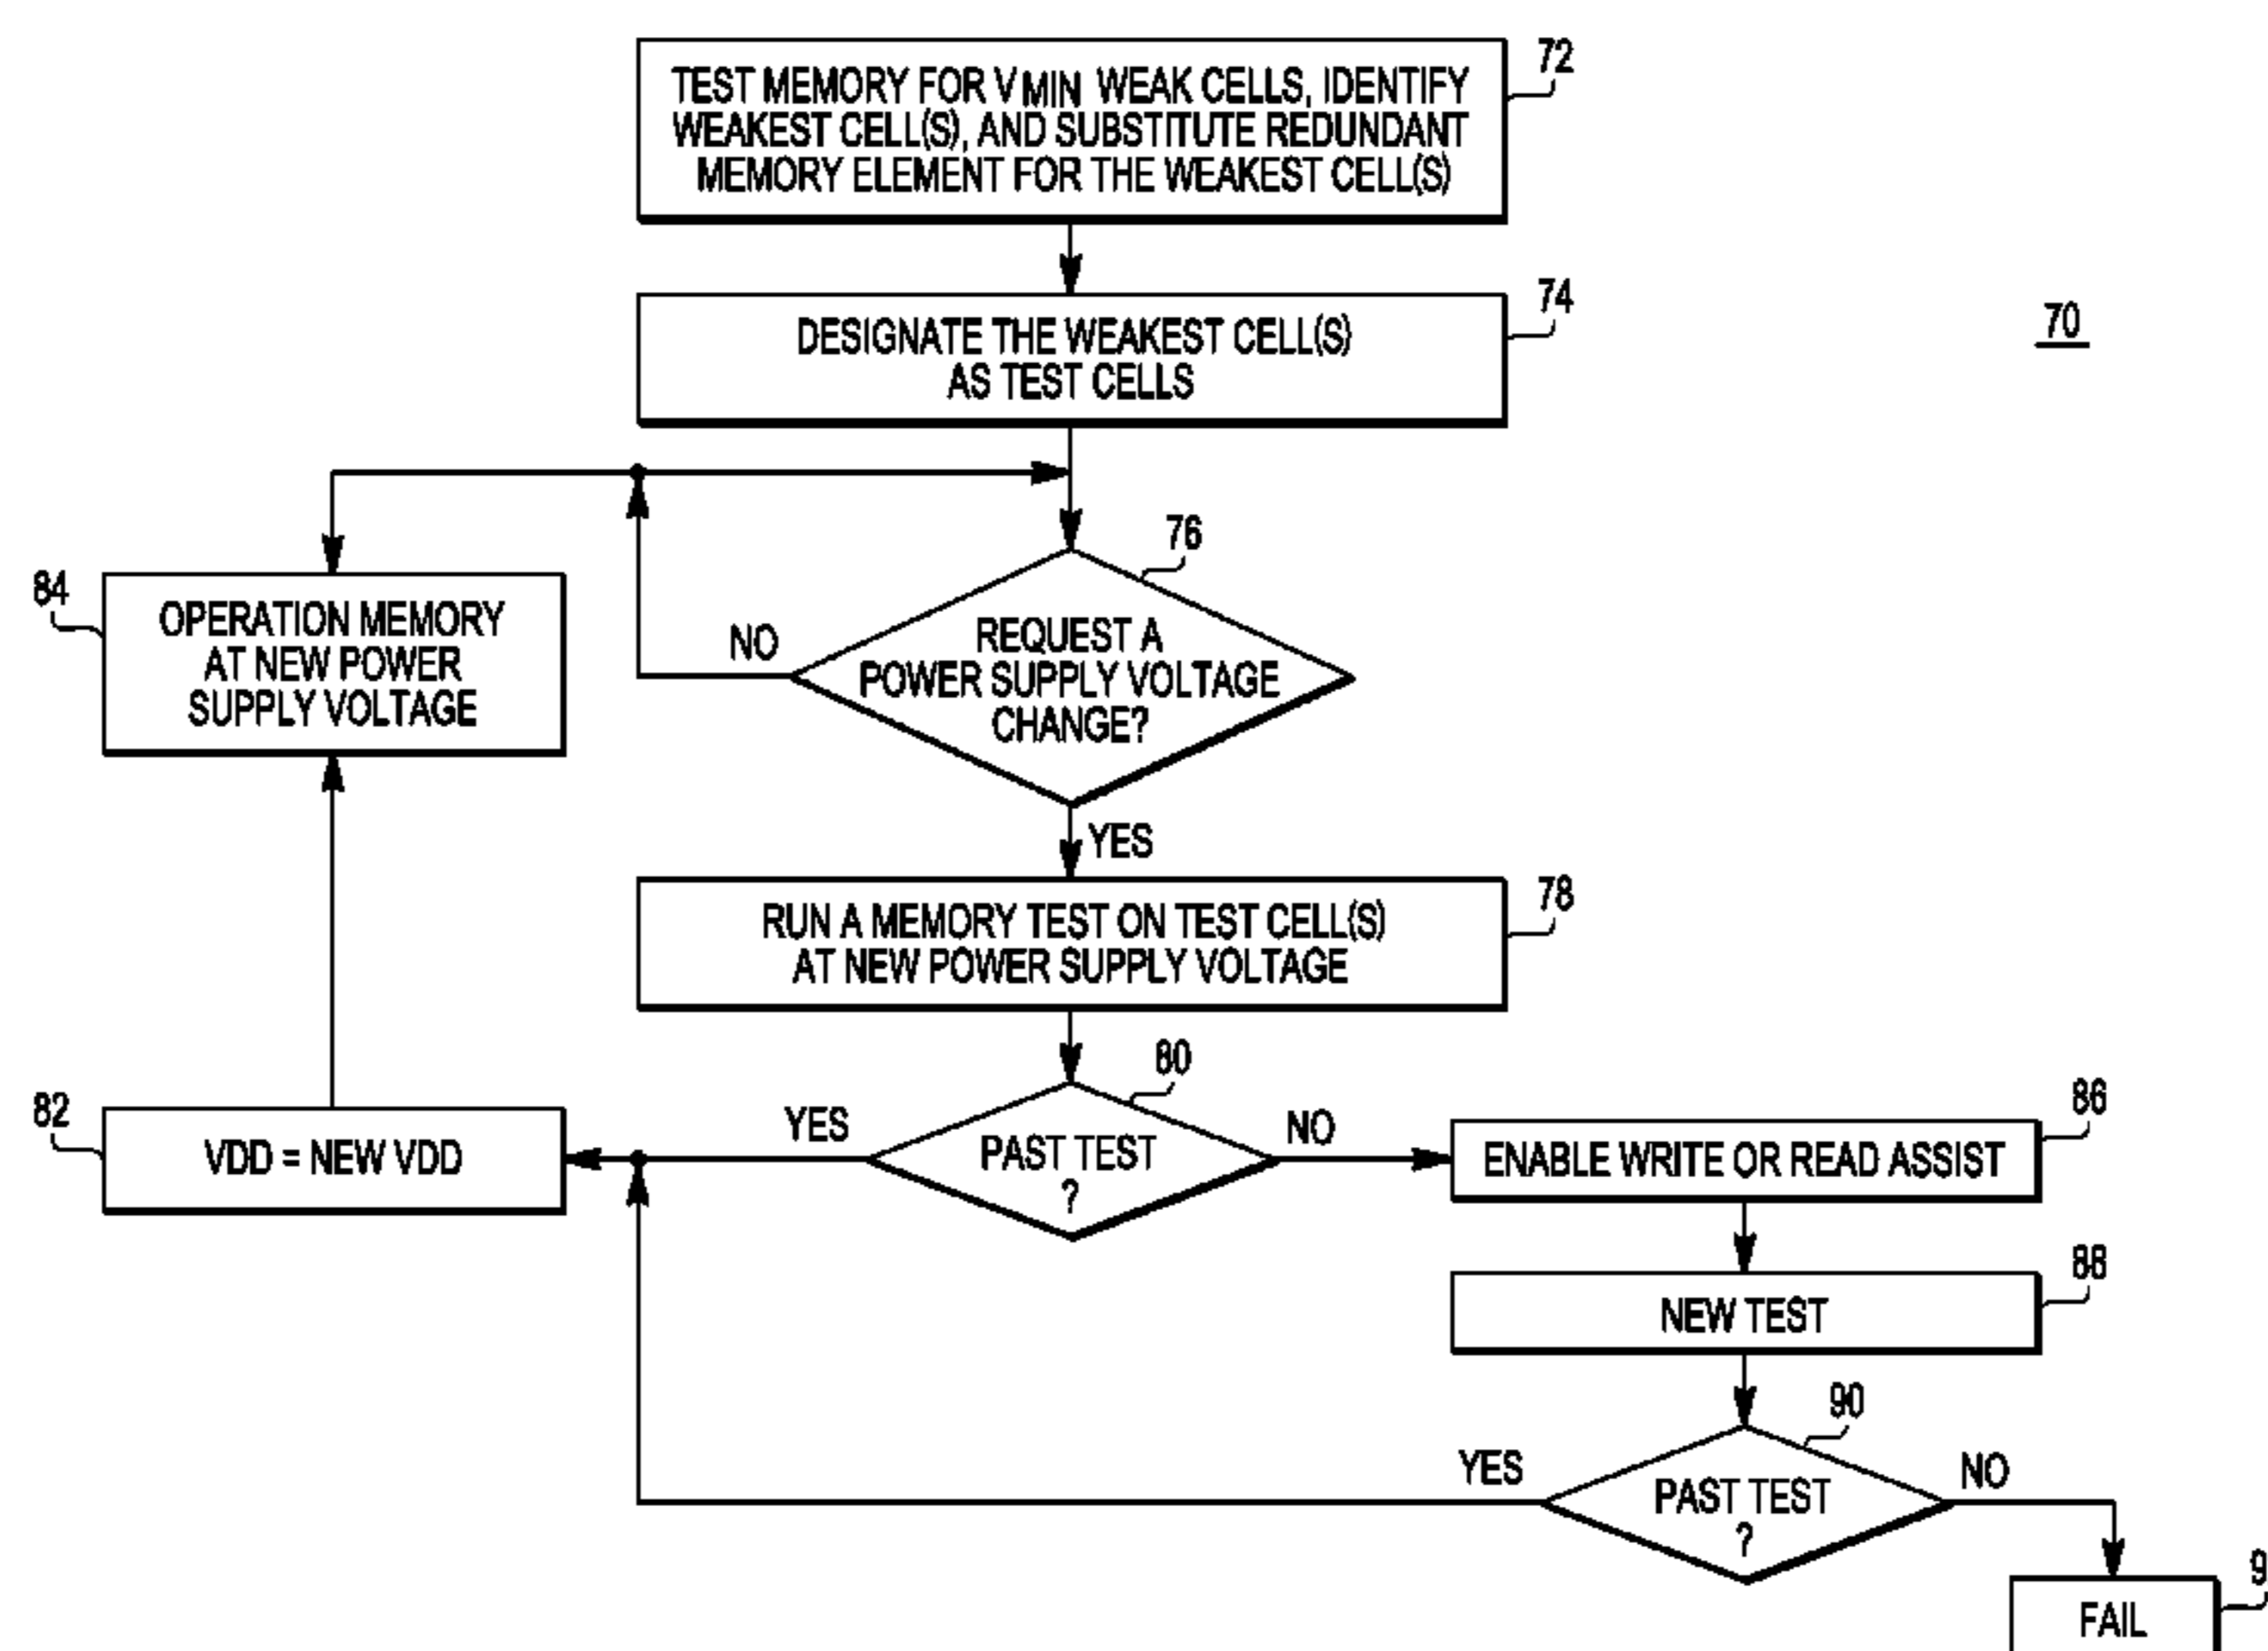 72
TEST MEMORY FOR VMIN WEAK CELLS, IDENTIFY
WEAKEST CELL(S), AND SUBSTITUTE REDUNDANT
MEMORY ELEMENT FOR THE WEAKEST CELL(S)
74
DESIGNATE THE WEAKEST CELL(S)
AS TEST CELLS
70
76
REQUEST A
POWER SUPPLY VOLTAGE
CHANGE?
NO
84
OPERATION MEMORY
AT NEW POWER
SUPPLY VOLTAGE
YES
78
RUN A MEMORY TEST ON TEST CELL(S)
AT NEW POWER SUPPLY VOLTAGE
80
PAST TEST
?
YES
NO
82
VDD = NEW VDD
86
ENABLE WRITE OR READ ASSIST
88
NEW TEST
90
PAST TEST
?
YES
NO
FAIL